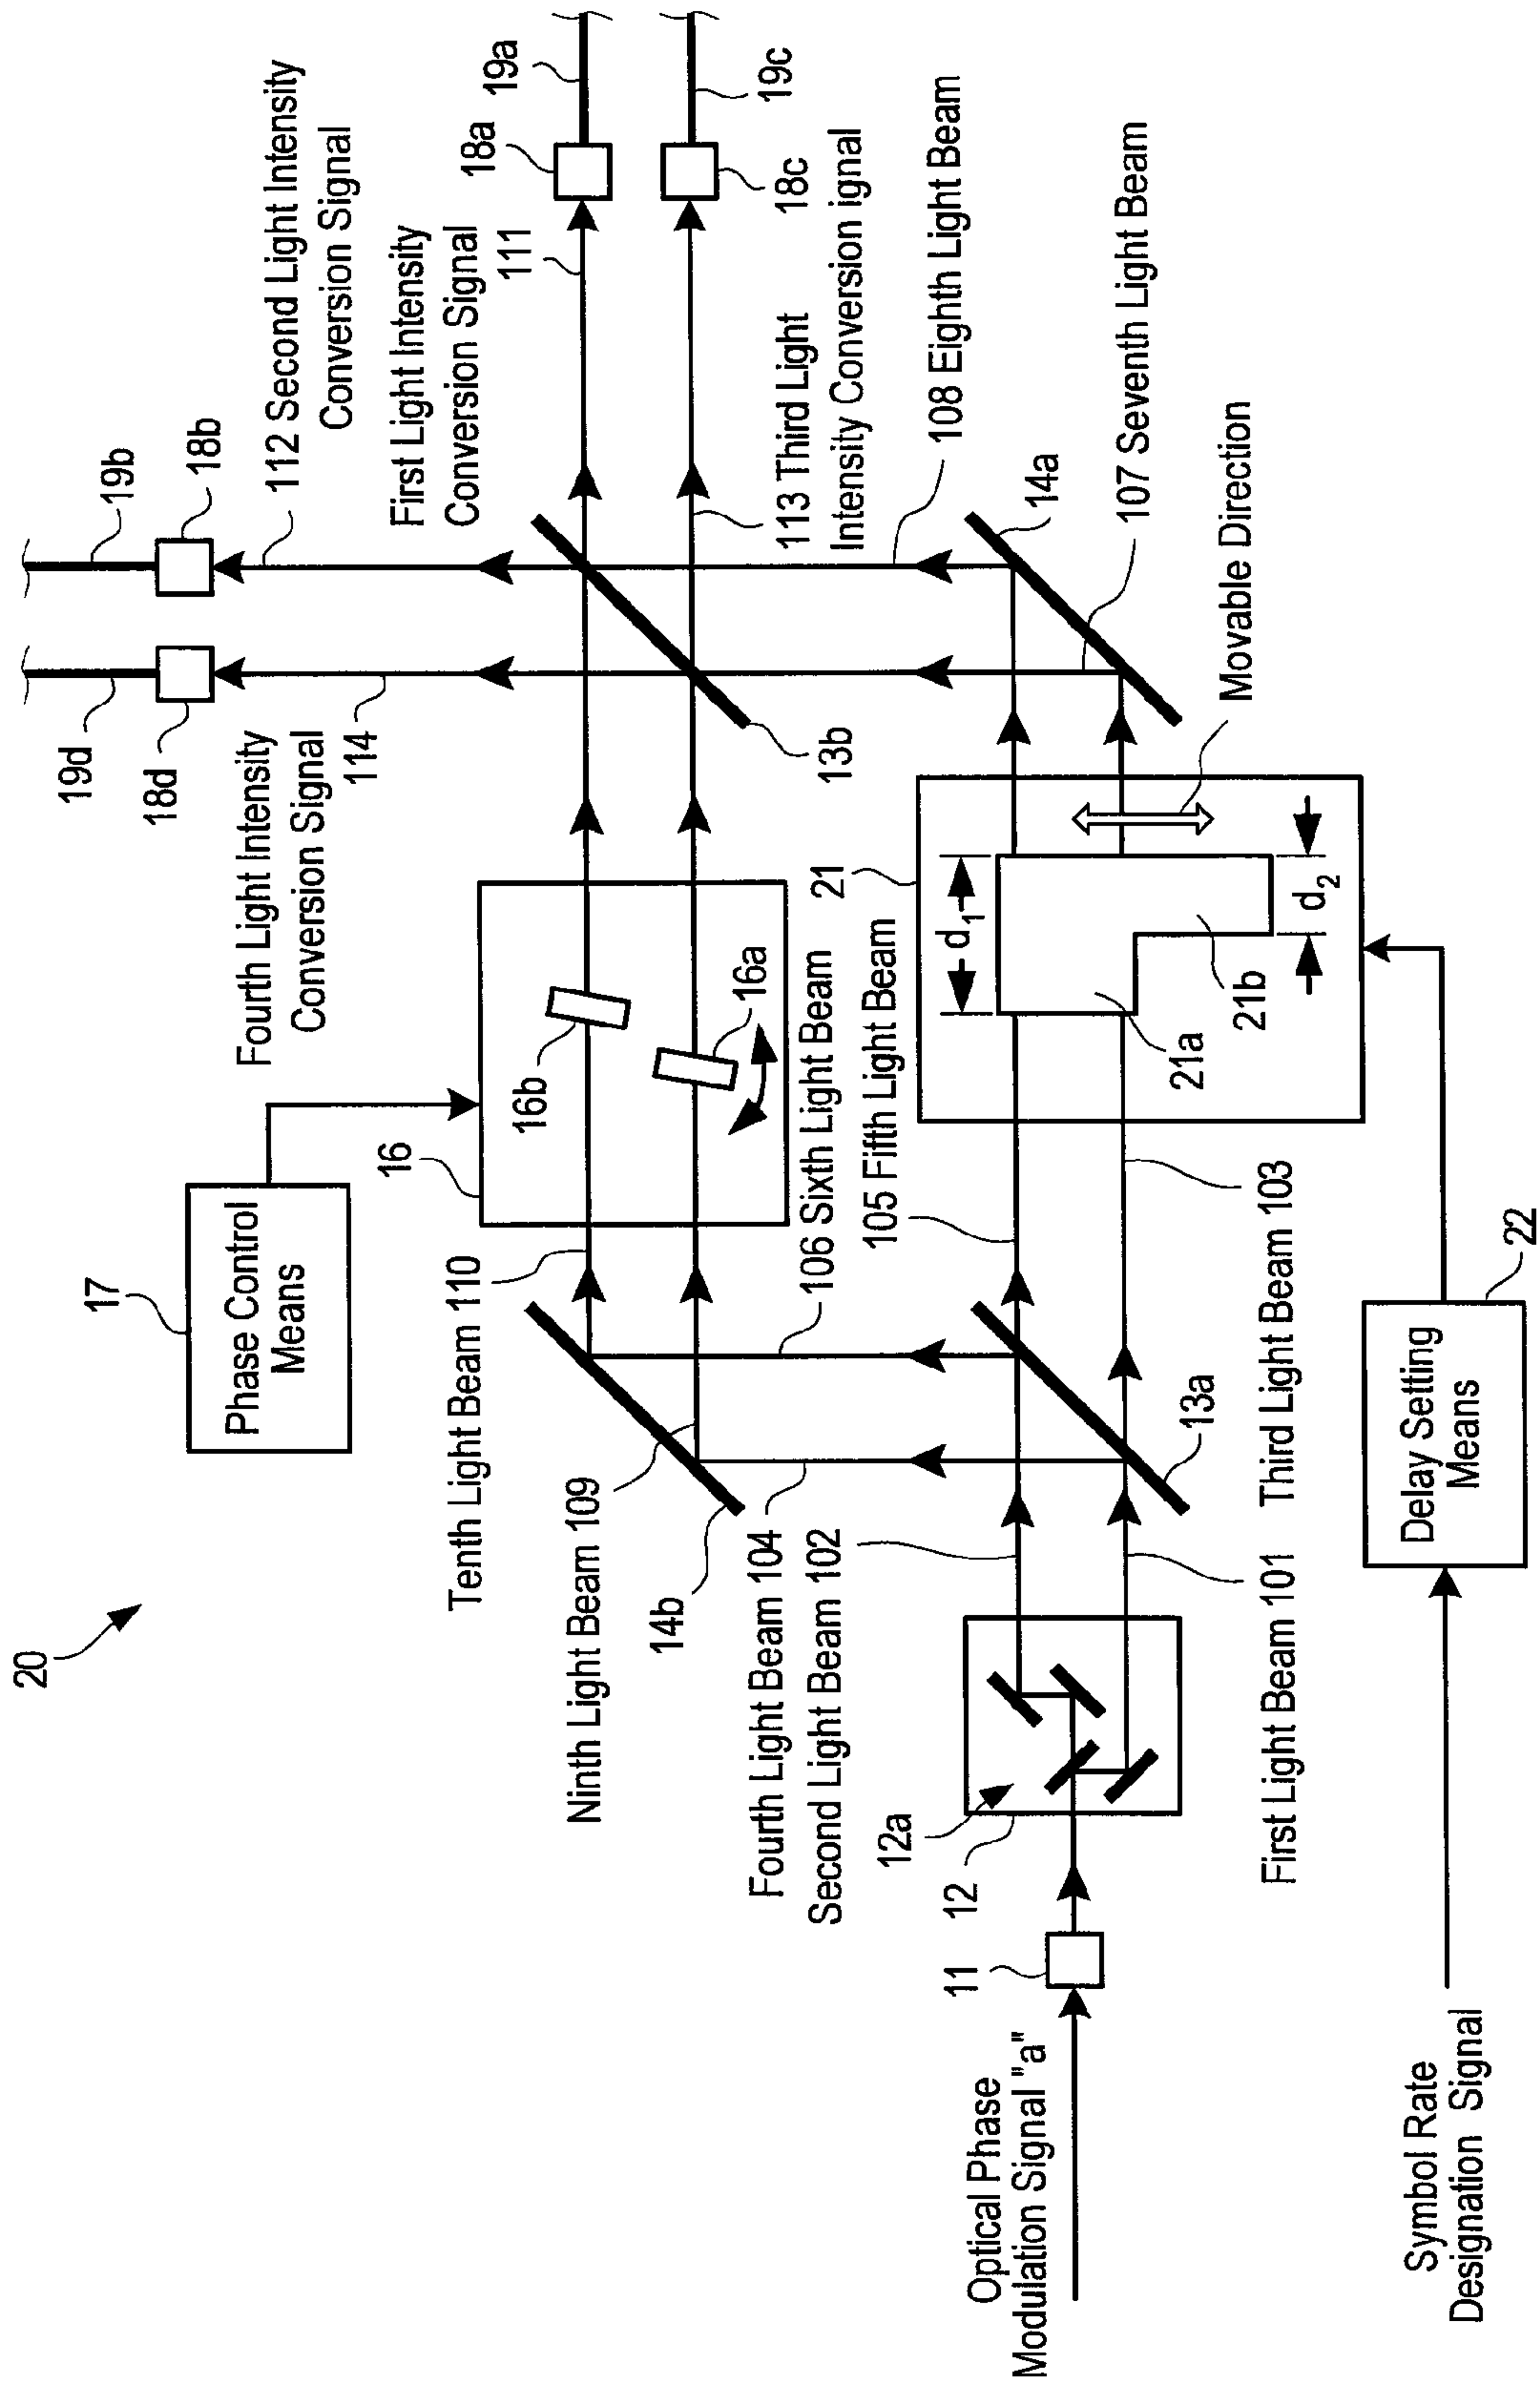 20
17
Phase Control
Means
16
16b
16a
Tenth Light Beam 110
Ninth Light Beam 109
14b
Fourth Light Beam 104
Second Light Beam 102
106 Sixth Light Beam
105 Fifth Light Beam
12a
12
11
Optical Phase
Modulation Signal "a"
First Light Beam 101
Third Light Beam 103
13a
Symbol Rate
Designation Signal
Delay Setting
Means
22
21
d1
d2
21a
21b
Movable Direction
14a
107 Seventh Light Beam
108 Eighth Light Beam
13b
Fourth Light Intensity
Conversion Signal
114
18d
19d
19b
18b
112 Second Light Intensity
Conversion Signal
First Light Intensity
Conversion Signal
111
18a
19a
113 Third Light
Intensity Conversion ignal
18c
19c